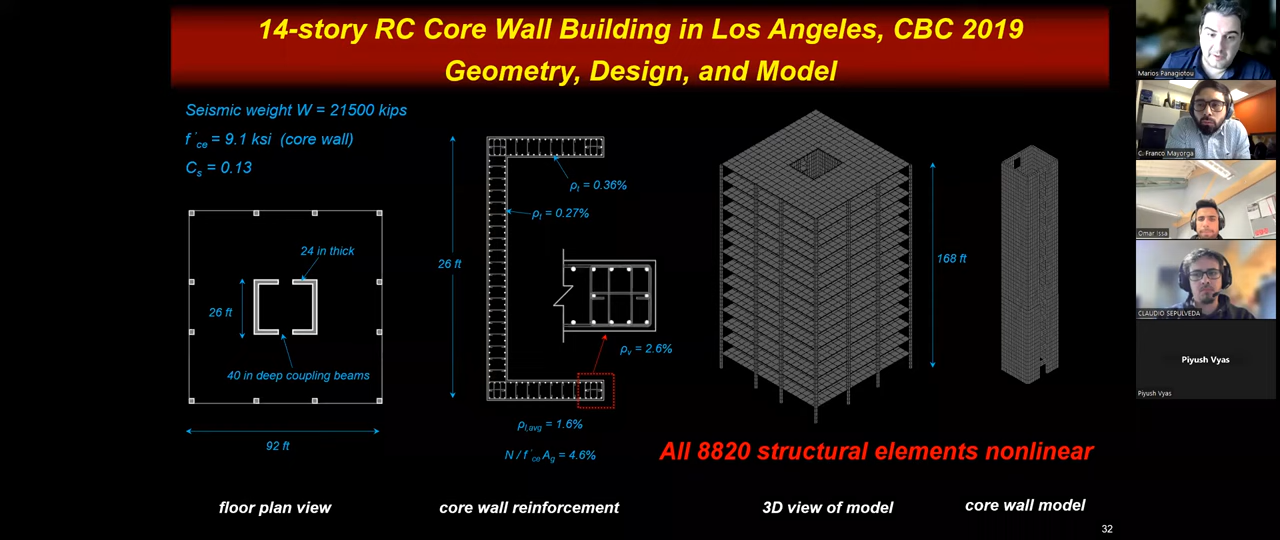 14-story RC Core Wall Building in Los Angeles, CBC 2019
Geometry, Design, and Model
Seismic weight W = 21500 kips
f'ce = 9.1 ksi (core wall)
Cs = 0.13
24 in thick
26 ft
40 in deep coupling beams
92 ft
floor plan view
26 ft
ρl = 0.36%
ρl = 0.27%
ρv = 2.6%
ρl,avg = 1.6%
N / f'ce Ag = 4.6%
core wall reinforcement
168 ft
All 8820 structural elements nonlinear
3D view of model
core wall model
32
Marios Panagiotou
C. Franco Mayorga
Omar Issa
CLAUDIO SEPULVEDA
Piyush Vyas
Piyush Vyas